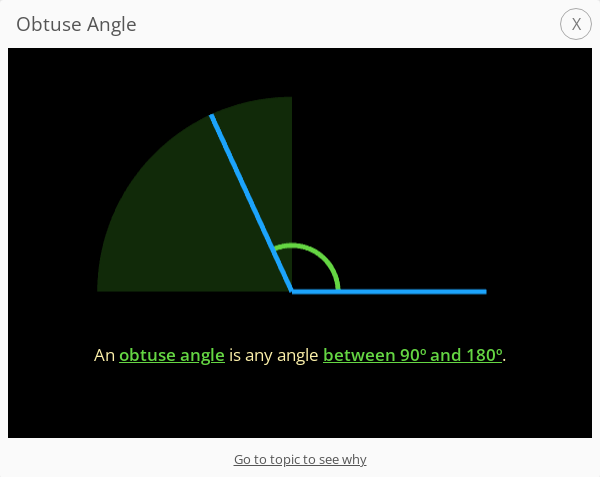 Obtuse Angle X
An obtuse angle is any angle between 90º and 180º.
Go to topic to see why